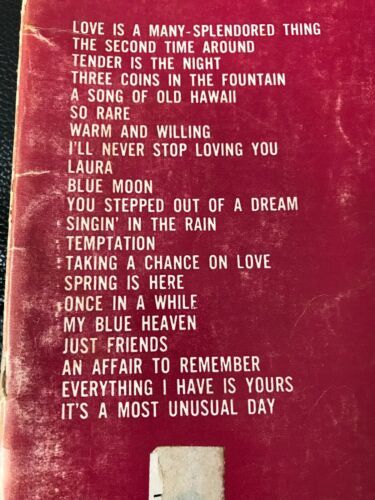 LOVE IS A MANY-SPLENDORED THING
THE SECOND TIME AROUND
TENDER IS THE NIGHT
THREE COINS IN THE FOUNTAIN
A SONG OF OLD HAWAII
SO RARE
WARM AND WILLING
I'LL NEVER STOP LOVING YOU
LAURA
BLUE MOON
YOU STEPPED OUT OF A DREAM
SINGIN' IN THE RAIN
TEMPTATION
TAKING A CHANCE ON LOVE
SPRING IS HERE
ONCE IN A WHILE
MY BLUE HEAVEN
JUST FRIENDS
AN AFFAIR TO REMEMBER
EVERYTHING I HAVE IS YOURS
IT'S A MOST UNUSUAL DAY